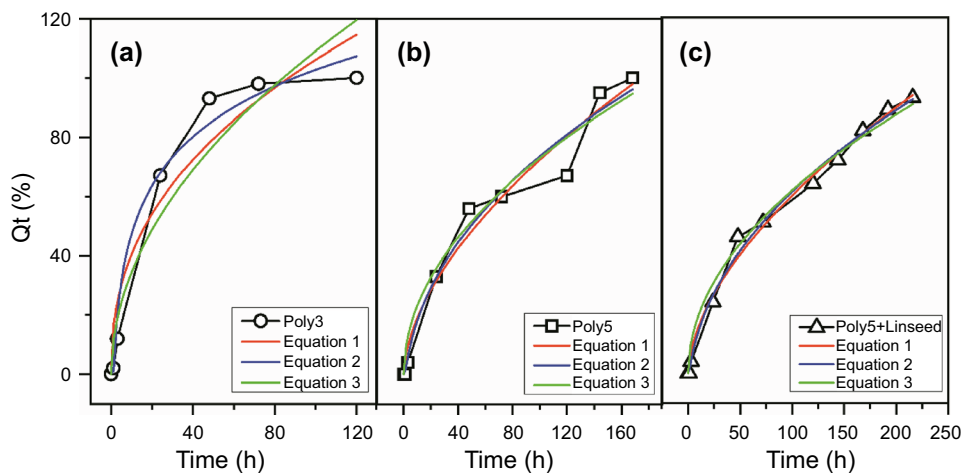 Qt (%)
120
80
40
0
(a)
Poly3
Equation 1
Equation 2
Equation 3
0
40
80
120
Time (h)
(b)
Poly5
Equation 1
Equation 2
Equation 3
0
40
80
120
160
Time (h)
(c)
Poly5+Linseed
Equation 1
Equation 2
Equation 3
0
50
100
150
200
250
Time (h)